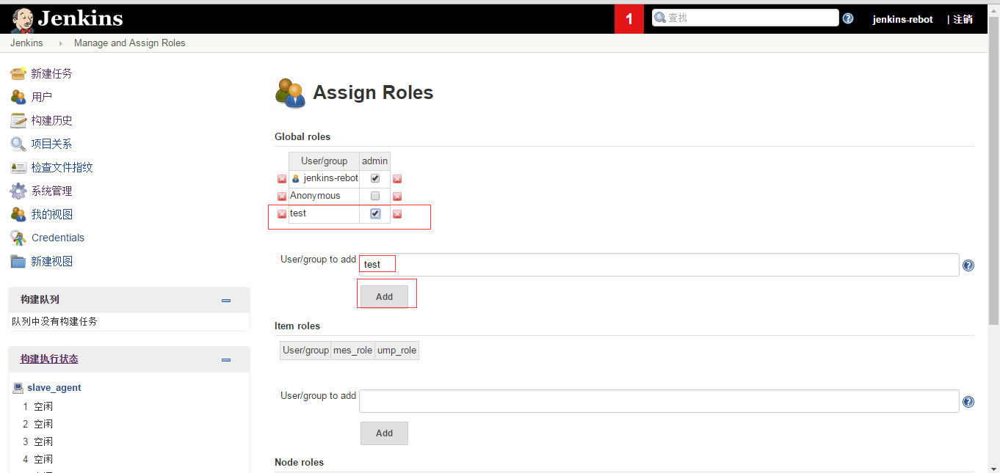 Jenkins
1
查找
jenkins-rebot
| 注销
Jenkins
Manage and Assign Roles
新建任务
用户
构建历史
项目关系
检查文件指纹
系统管理
我的视图
Credentials
新建视图
构建队列
队列中没有构建任务
构建执行状态
slave_agent
1 空闲
2 空闲
3 空闲
4 空闲
Assign Roles
Global roles
User/group admin
jenkins-rebot
Anonymous
test
User/group to add
test
Add
Item roles
User/group mes_role ump_role
User/group to add
Add
Node roles